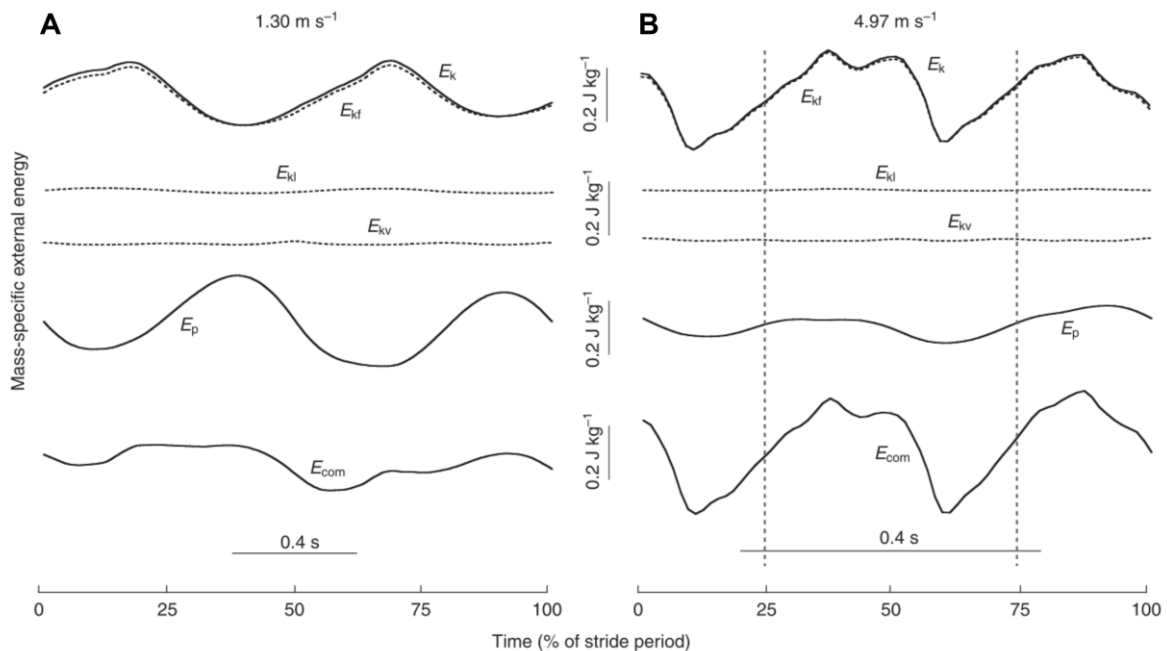 A
1.30 m s⁻¹
B
4.97 m s⁻¹
Mass-specific external energy
Ek
Ekf
Ekl
Ekv
Ep
Ecom
0.4 s
0 25 50 75 100
0.2 J kg⁻¹
0.2 J kg⁻¹
0.2 J kg⁻¹
0.2 J kg⁻¹
Ek
Ekf
Ekl
Ekv
Ep
Ecom
0.4 s
0 25 50 75 100
Time (% of stride period)